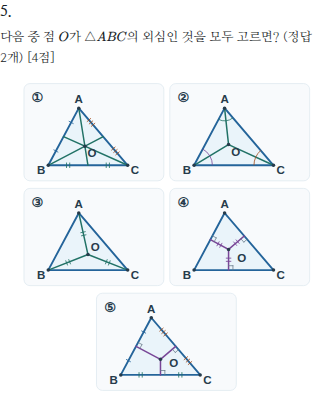 5.
다음 중 점 O가 △ABC의 외심인 것을 모두 고르면? (정답
2개) [4점]
① A O B C
② A O B C
③ A O B C
④ A O B C
⑤ A O B C